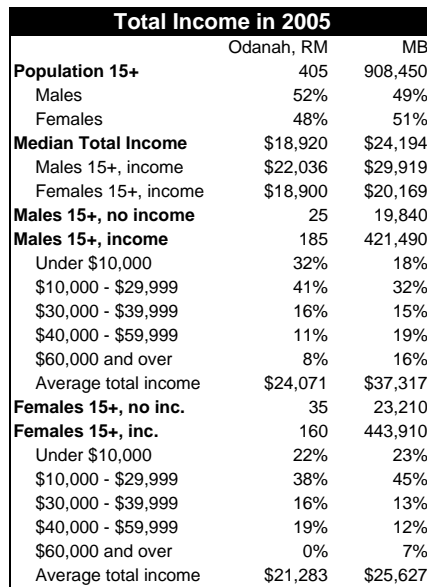 Total Income in 2005
Odanah, RM MB
Population 15+ 405 908,450
Males 52% 49%
Females 48% 51%
Median Total Income $18,920 $24,194
Males 15+, income $22,036 $29,919
Females 15+, income $18,900 $20,169
Males 15+, no income 25 19,840
Males 15+, income 185 421,490
Under $10,000 32% 18%
$10,000 - $29,999 41% 32%
$30,000 - $39,999 16% 15%
$40,000 - $59,999 11% 19%
$60,000 and over 8% 16%
Average total income $24,071 $37,317
Females 15+, no inc. 35 23,210
Females 15+, inc. 160 443,910
Under $10,000 22% 23%
$10,000 - $29,999 38% 45%
$30,000 - $39,999 16% 13%
$40,000 - $59,999 19% 12%
$60,000 and over 0% 7%
Average total income $21,283 $25,627